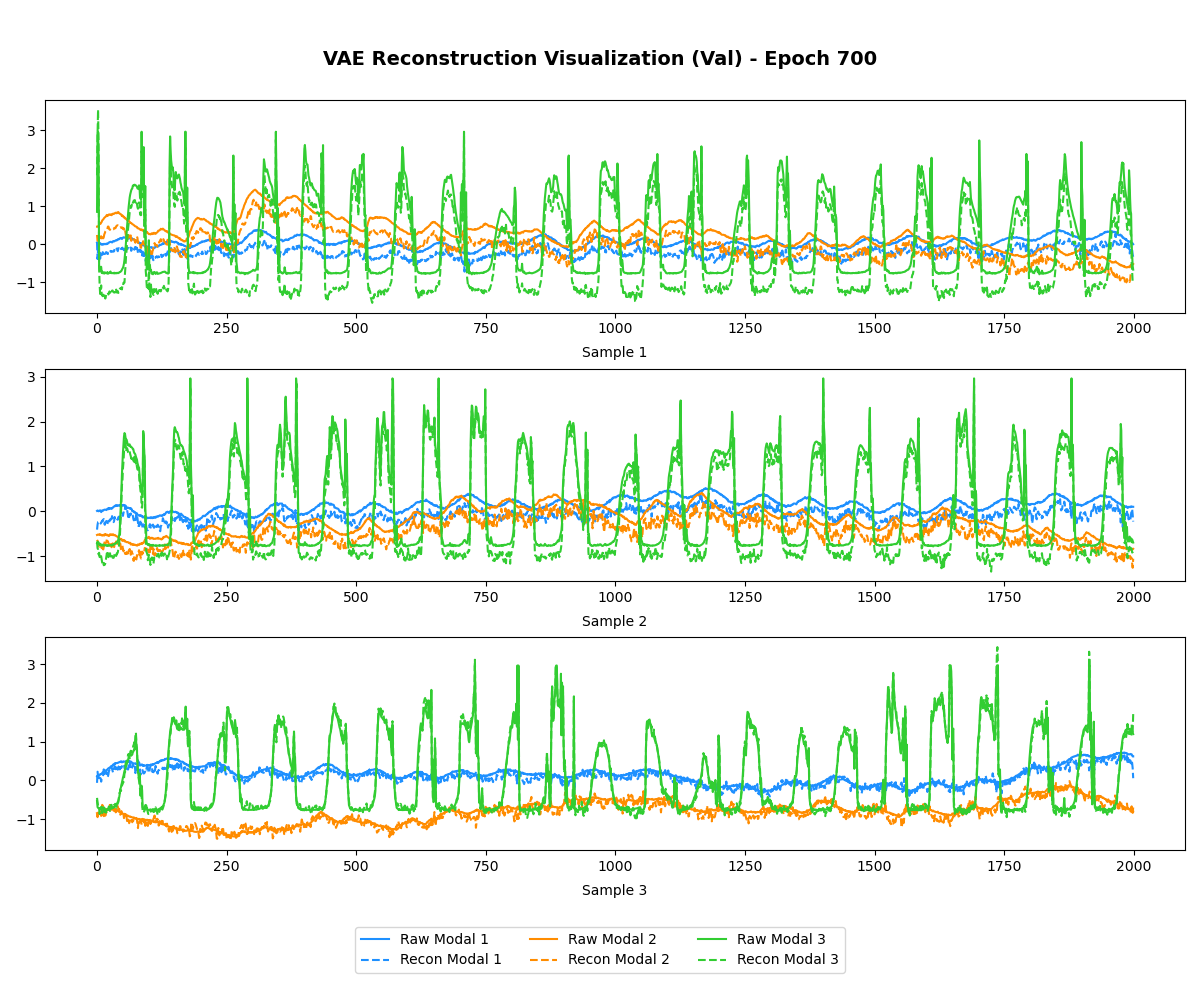 VAE Reconstruction Visualization (Val) - Epoch 700
3
2
1
0
−1
0 250 500 750 1000 1250 1500 1750 2000
Sample 1
3
2
1
0
−1
0 250 500 750 1000 1250 1500 1750 2000
Sample 2
3
2
1
0
−1
0 250 500 750 1000 1250 1500 1750 2000
Sample 3
Raw Modal 1 Raw Modal 2 Raw Modal 3
Recon Modal 1 Recon Modal 2 Recon Modal 3